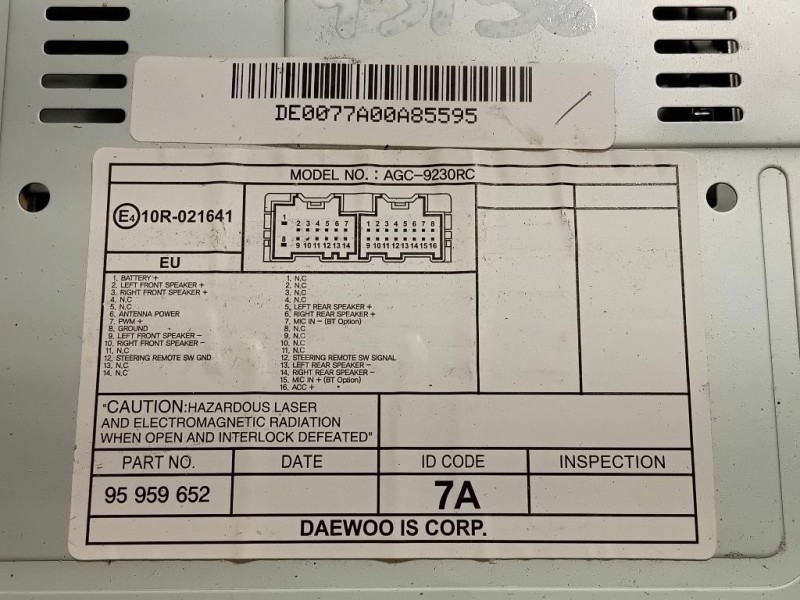 DE0077A00A85595
MODEL NO. : AGC-9230RC
E4 10R-021641
1 2 3 4 5 6 7 1 2 3 4 5 6 7 8
8 9 10 11 12 13 14 9 10 11 12 13 14 15 16
EU
1. BATTERY +
2. LEFT FRONT SPEAKER +
3. RIGHT FRONT SPEAKER +
4. N.C
5. N.C
6. ANTENNA POWER
7. PWM +
8. GROUND
9. LEFT FRONT SPEAKER -
10. RIGHT FRONT SPEAKER -
11. N.C
12. STEERING REMOTE SW GND
13. N.C
14. N.C
1. N.C
2. N.C
3. N.C
4. N.C
5. LEFT REAR SPEAKER +
6. RIGHT REAR SPEAKER +
7. MIC IN - (BT Option)
8. N.C
9. N.C
10. N.C
11. N.C
12. STEERING REMOTE SW SIGNAL
13. LEFT REAR SPEAKER -
14. RIGHT REAR SPEAKER -
15. MIC IN + (BT Option)
16. ACC +
"CAUTION:HAZARDOUS LASER
AND ELECTROMAGNETIC RADIATION
WHEN OPEN AND INTERLOCK DEFEATED"
PART NO. DATE ID CODE INSPECTION
95 959 652 7A
DAEWOO IS CORP.